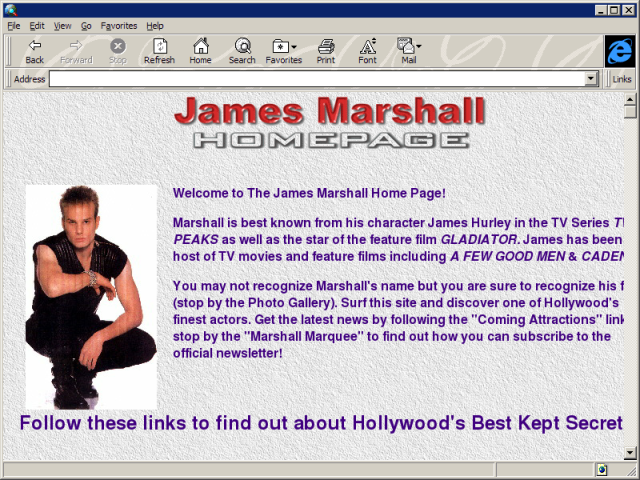 File Edit View Go Favorites Help
Back Forward Stop Refresh Home Search Favorites Print Font Mail
Address Links
James Marshall
HOMEPAGE
Welcome to The James Marshall Home Page!
Marshall is best known from his character James Hurley in the TV Series
PEAKS as well as the star of the feature film GLADIATOR. James has been
host of TV movies and feature films including A FEW GOOD MEN & CADEN
You may not recognize Marshall's name but you are sure to recognize his f
(stop by the Photo Gallery). Surf this site and discover one of Hollywood's
finest actors. Get the latest news by following the "Coming Attractions" link
stop by the "Marshall Marquee" to find out how you can subscribe to the
official newsletter!
Follow these links to find out about Hollywood's Best Kept Secret